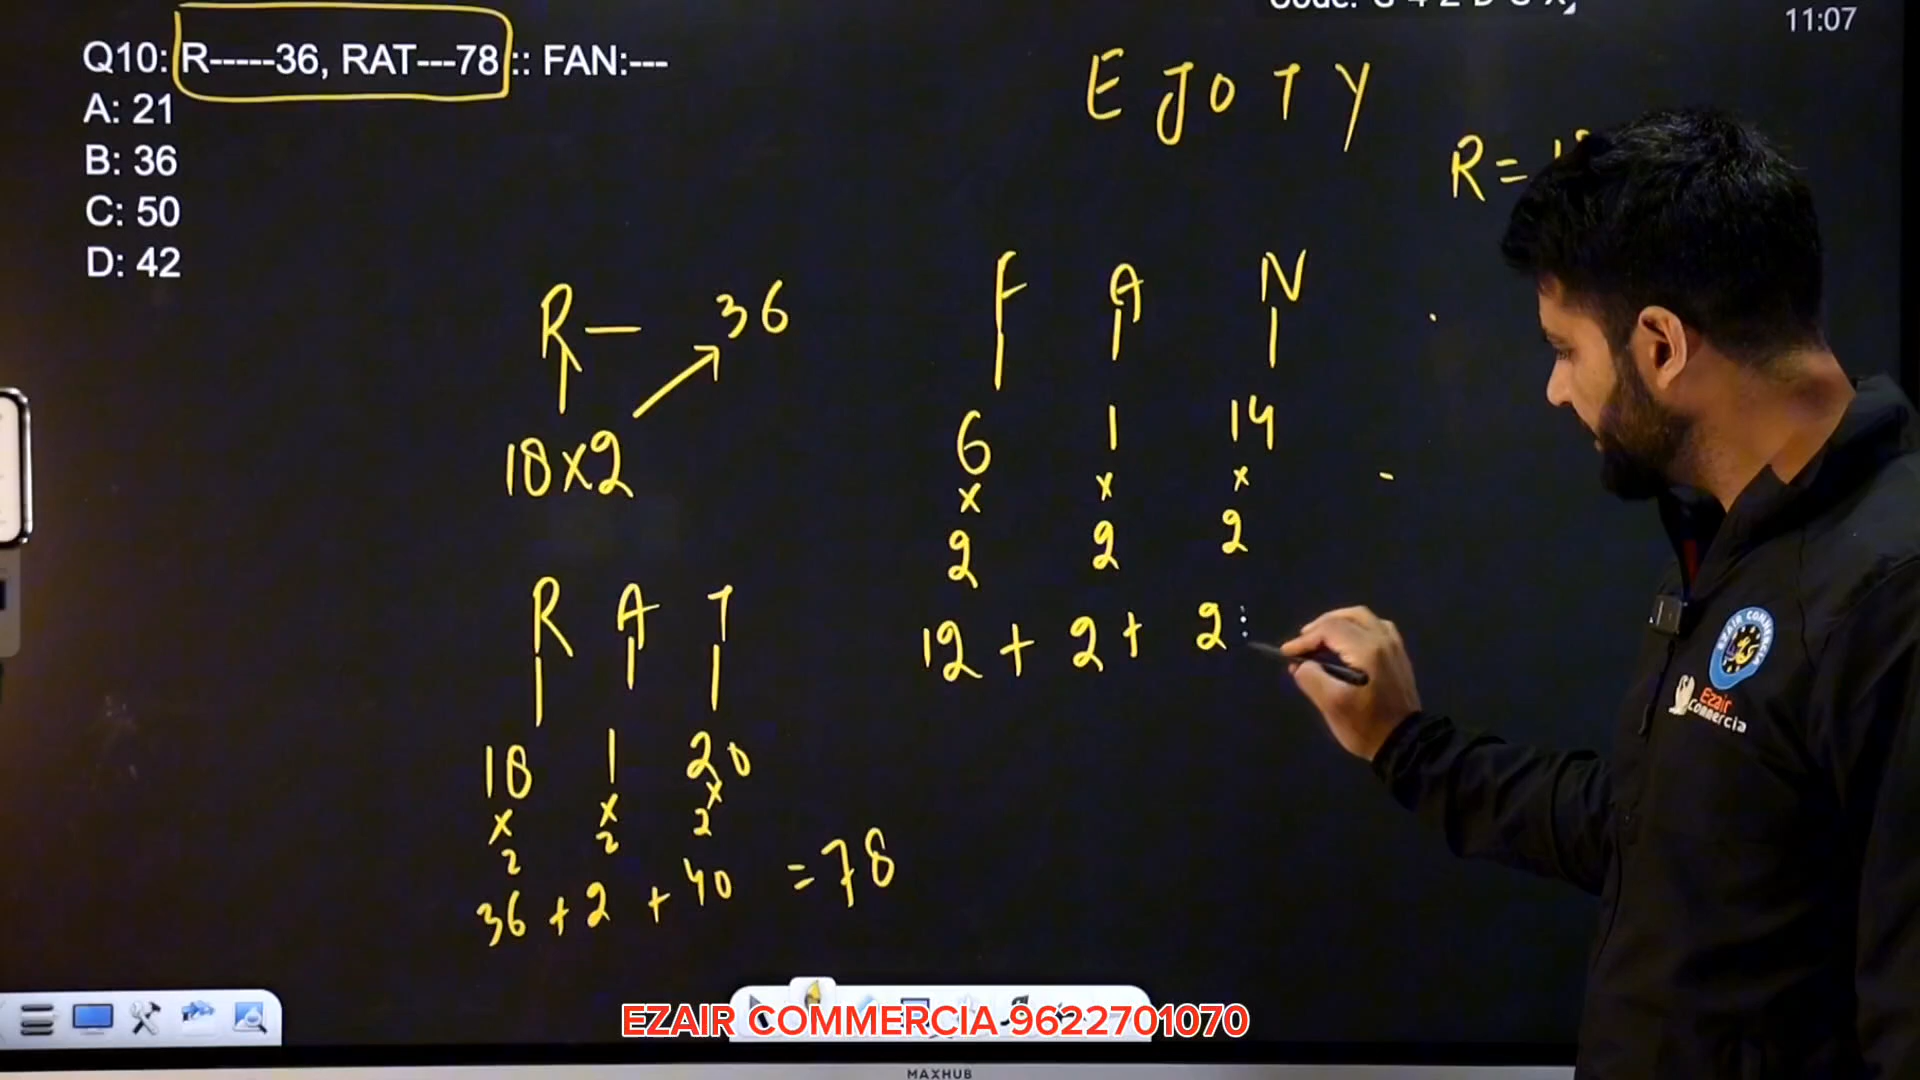 11:07
Q10: R-----36, RAT---78 :: FAN:---
A: 21
B: 36
C: 50
D: 42
E J O T Y
R =
R — 36
18×2
F A N
6 1 14
× × ×
2 2 2
12 + 2 + 2
R A T
18 1 20
× × ×
2 2 2
36 + 2 + 40 = 78
EZAIR COMMERCIA
Ezair
Commercia
EZAIR COMMERCIA 9622701070
MAXHUB